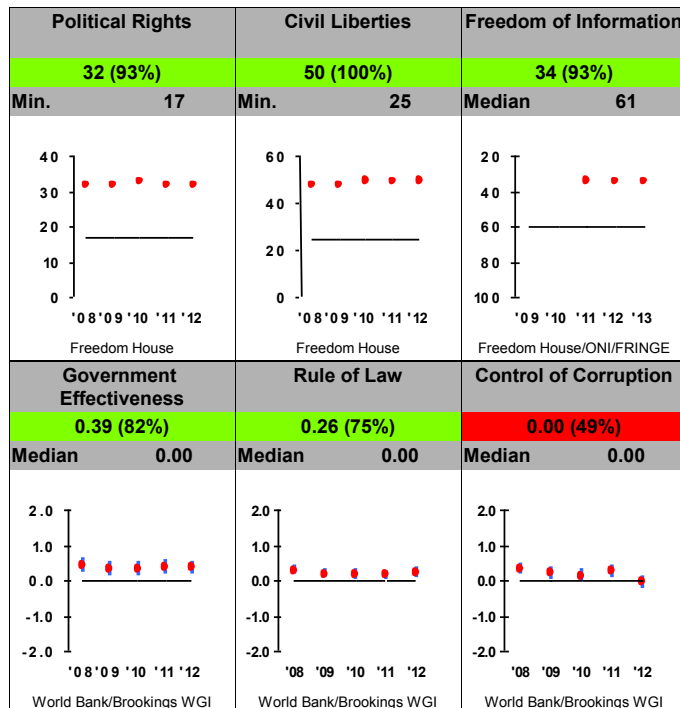 Political Rights
32 (93%)
Min. 17
40
30
20
10
0
'08 '09 '10 '11 '12
Freedom House
Civil Liberties
50 (100%)
Min. 25
60
40
20
0
'08 '09 '10 '11 '12
Freedom House
Freedom of Information
34 (93%)
Median 61
20
40
60
80
100
'09 '10 '11 '12 '13
Freedom House/ONI/FRINGE
Government
Effectiveness
0.39 (82%)
Median 0.00
2.0
1.0
0.0
-1.0
-2.0
'08 '09 '10 '11 '12
World Bank/Brookings WGI
Rule of Law
0.26 (75%)
Median 0.00
2.0
1.0
0.0
-1.0
-2.0
'08 '09 '10 '11 '12
World Bank/Brookings WGI
Control of Corruption
0.00 (49%)
Median 0.00
2.0
1.0
0.0
-1.0
-2.0
'08 '09 '10 '11 '12
World Bank/Brookings WGI